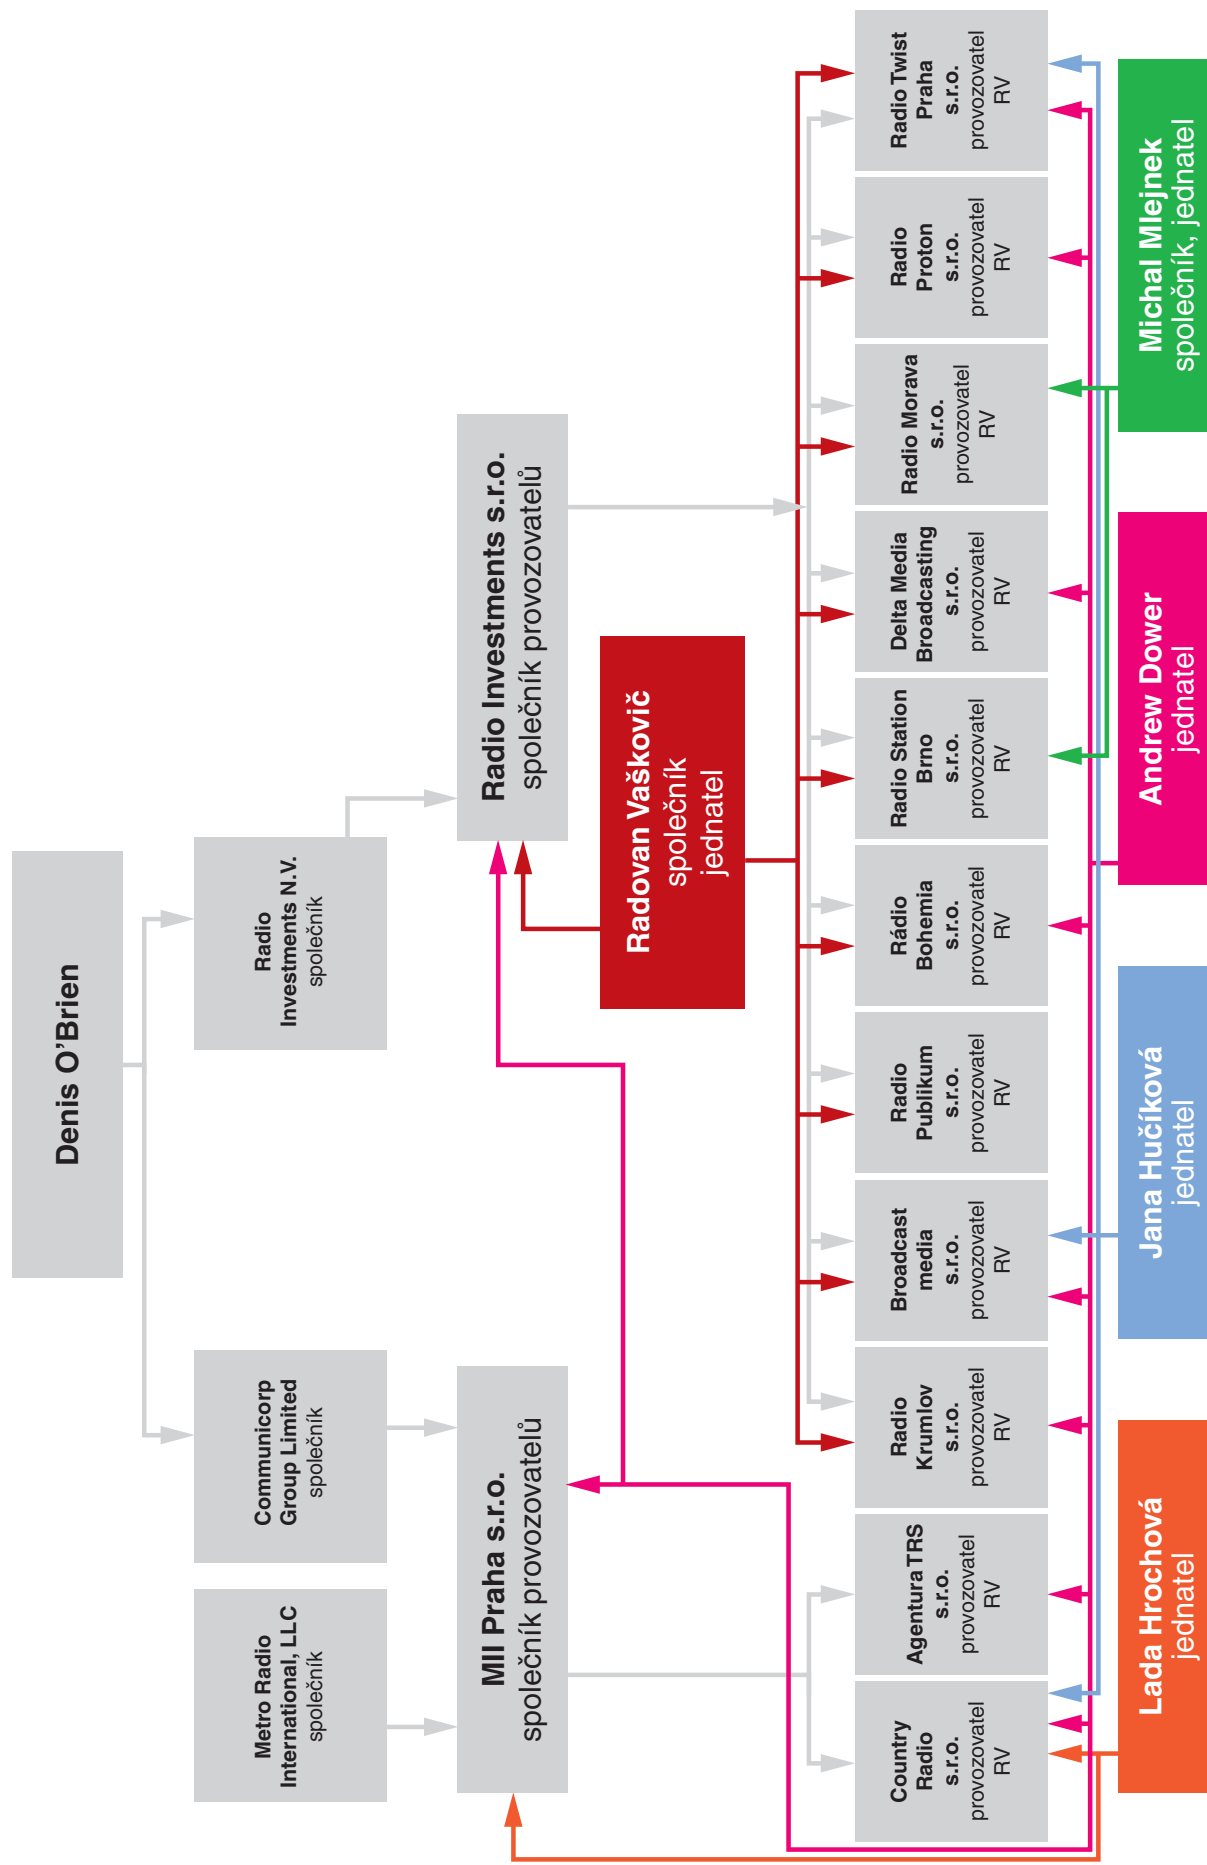 Denis O’Brien
Metro Radio
International, LLC
společník
Communicorp
Group Limited
společník
Radio
Investments N.V.
společník
MII Praha s.r.o.
společník provozovatelů
Radio Investments s.r.o.
společník provozovatelů
Radovan Vaškovič
společník
jednatel
Country
Radio
s.r.o.
provozovatel
RV
Agentura TRS
s.r.o.
provozovatel
RV
Radio
Krumlov
s.r.o.
provozovatel
RV
Broadcast
media
s.r.o.
provozovatel
RV
Radio
Publikum
s.r.o.
provozovatel
RV
Rádio
Bohemia
s.r.o.
provozovatel
RV
Radio Station
Brno
s.r.o.
provozovatel
RV
Delta Media
Broadcasting
s.r.o.
provozovatel
RV
Radio Morava
s.r.o.
provozovatel
RV
Radio
Proton
s.r.o.
provozovatel
RV
Radio Twist
Praha
s.r.o.
provozovatel
RV
Lada Hrochová
jednatel
Jana Hučíková
jednatel
Andrew Dower
jednatel
Michal Mlejnek
společník, jednatel